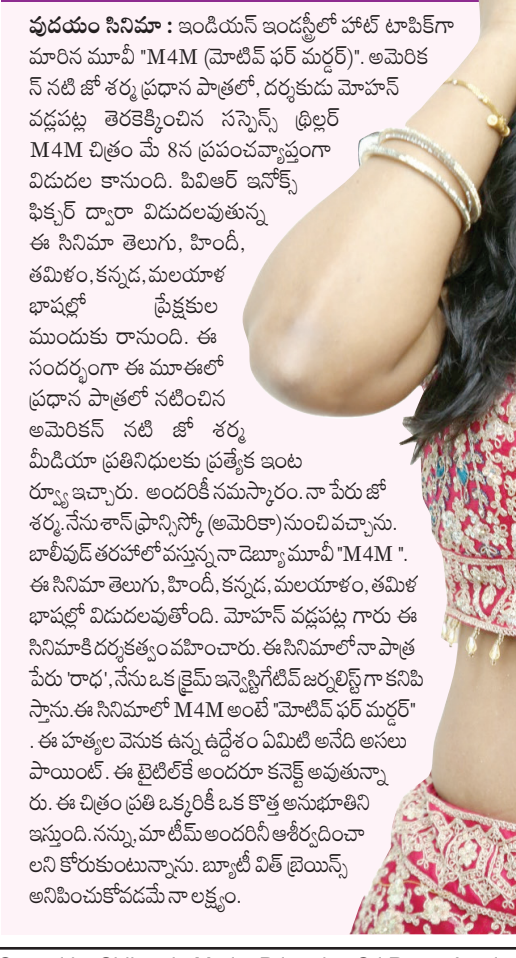 వుదయం సినిమా : ఇండియన్ ఇండస్ట్రీలో హాట్ టాపిక్‌గా
మారిన మూవీ "M4M (మోటివ్ ఫర్ మర్డర్)". అమెరిక
న్ నటి జో శర్మ ప్రధాన పాత్రలో, దర్శకుడు మోహన్
వడ్లపట్ల తెరకెక్కించిన సస్పెన్స్ థ్రిల్లర్
M4M చిత్రం మే 8న ప్రపంచవ్యాప్తంగా
విడుదల కానుంది. పివిఆర్ ఇనోక్స్
ఫిక్చర్ ద్వారా విడుదలవుతున్న
ఈ సినిమా తెలుగు, హిందీ,
తమిళం,కన్నడ,మలయాళ
భాషల్లో ప్రేక్షకుల
ముందుకు రానుంది. ఈ
సందర్భంగా ఈ మూఈలో
ప్రధాన పాత్రలో నటించిన
అమెరికన్ నటి జో శర్మ
మీడియా ప్రతినిధులకు ప్రత్యేక ఇంట
ర్వ్యూ ఇచ్చారు. అందరికీ నమస్కారం. నా పేరు జో
శర్మ.నేను శాన్ ఫ్రాన్సిస్కో (అమెరికా) నుంచి వచ్చాను.
బాలీవుడ్ తరహాలో వస్తున్న నా డెబ్యూ మూవీ "M4M ".
ఈ సినిమా తెలుగు, హిందీ, కన్నడ, మలయాళం, తమిళ
భాషల్లో విడుదలవుతోంది. మోహన్ వడ్లపట్ల గారు ఈ
సినిమాకి దర్శకత్వం వహించారు. ఈ సినిమాలో నా పాత్ర
పేరు 'రాధ', నేను ఒక క్రైమ్ ఇన్వెస్టిగేటివ్ జర్నలిస్ట్‌గా కనిపి
స్తాను.ఈ సినిమాలో M4M అంటే "మోటివ్ ఫర్ మర్డర్"
. ఈ హత్యల వెనుక ఉన్న ఉద్దేశం ఏమిటి అనేది అసలు
పాయింట్. ఈ టైటిల్‌కే అందరూ కనెక్ట్ అవుతున్నా
రు. ఈ చిత్రం ప్రతి ఒక్కరికీ ఒక కొత్త అనుభూతిని
ఇస్తుంది.నన్ను,మా టీమ్ అందరినీ ఆశీర్వదించా
లని కోరుకుంటున్నాను. బ్యూటీ విత్ బ్రెయిన్స్
అనిపించుకోవడమే నా లక్ష్యం.